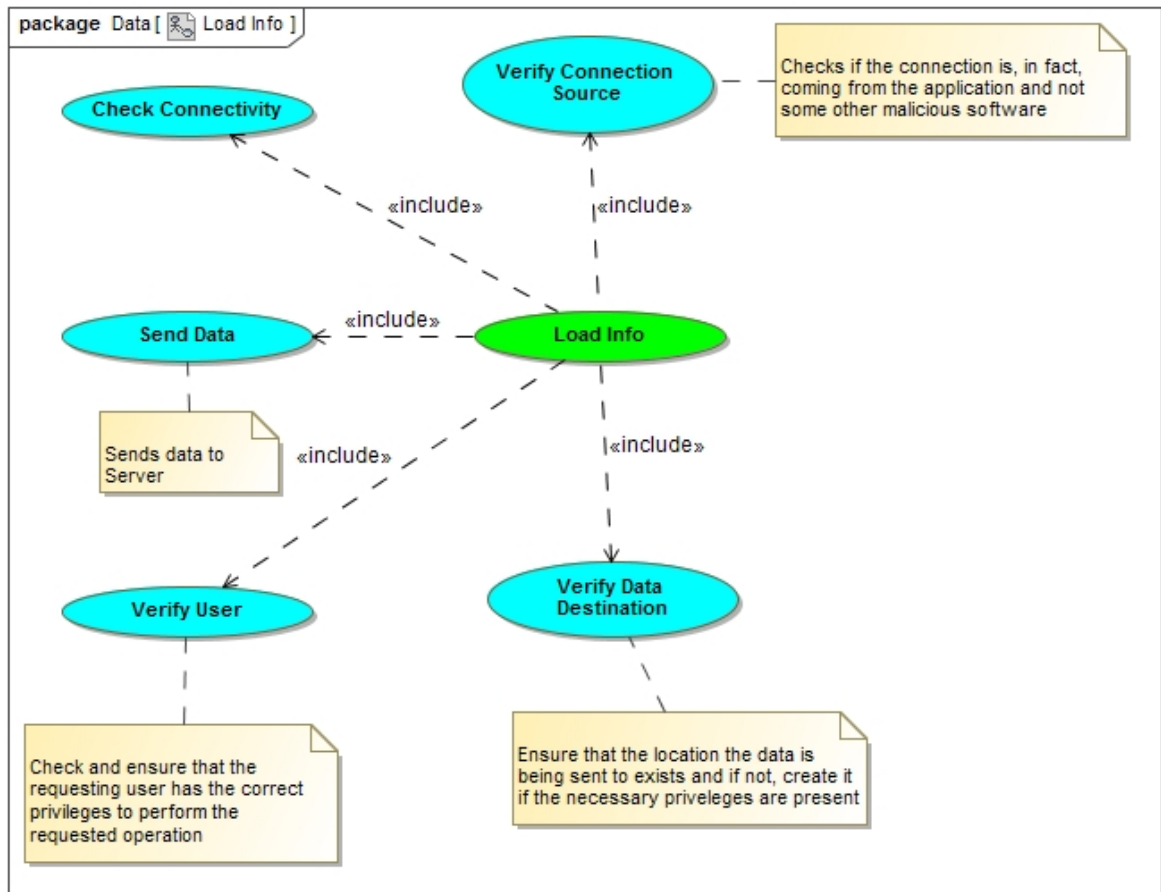 package Data [ Load Info ]
Verify Connection
Source
Checks if the connection is, in fact,
coming from the application and not
some other malicious software
Check Connectivity
«include»
«include»
Send Data
«include»
Load Info
Sends data to
Server
«include»
«include»
Verify User
Verify Data
Destination
Check and ensure that the
requesting user has the correct
privileges to perform the
requested operation
Ensure that the location the data is
being sent to exists and if not, create it
if the necessary priveleges are present